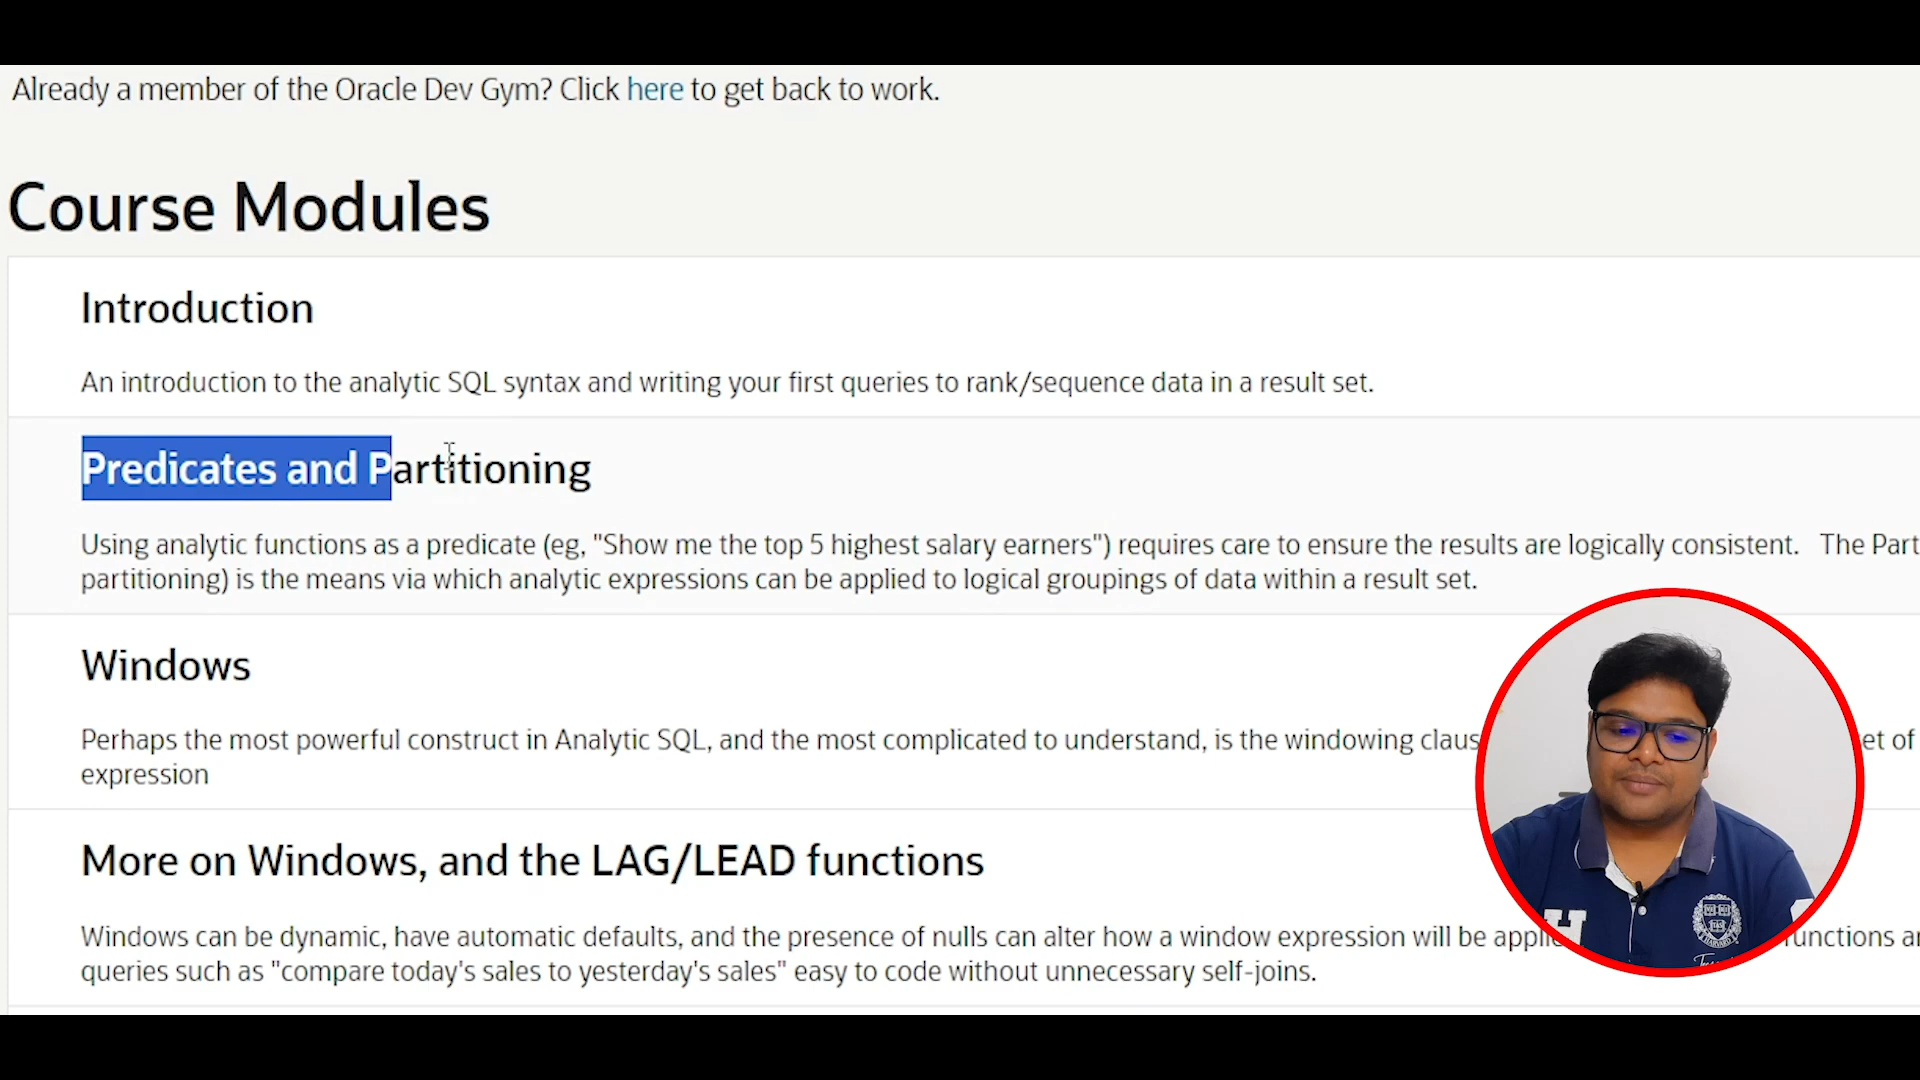 Already a member of the Oracle Dev Gym? Click here to get back to work.
Course Modules
Introduction
An introduction to the analytic SQL syntax and writing your first queries to rank/sequence data in a result set.
Predicates and Partitioning
Using analytic functions as a predicate (eg, "Show me the top 5 highest salary earners") requires care to ensure the results are logically consistent. The Part
partitioning) is the means via which analytic expressions can be applied to logical groupings of data within a result set.
Windows
Perhaps the most powerful construct in Analytic SQL, and the most complicated to understand, is the windowing claus et of
expression
More on Windows, and the LAG/LEAD functions
Windows can be dynamic, have automatic defaults, and the presence of nulls can alter how a window expression will be appli unctions ar
queries such as "compare today's sales to yesterday's sales" easy to code without unnecessary self-joins.
H
HARVARD